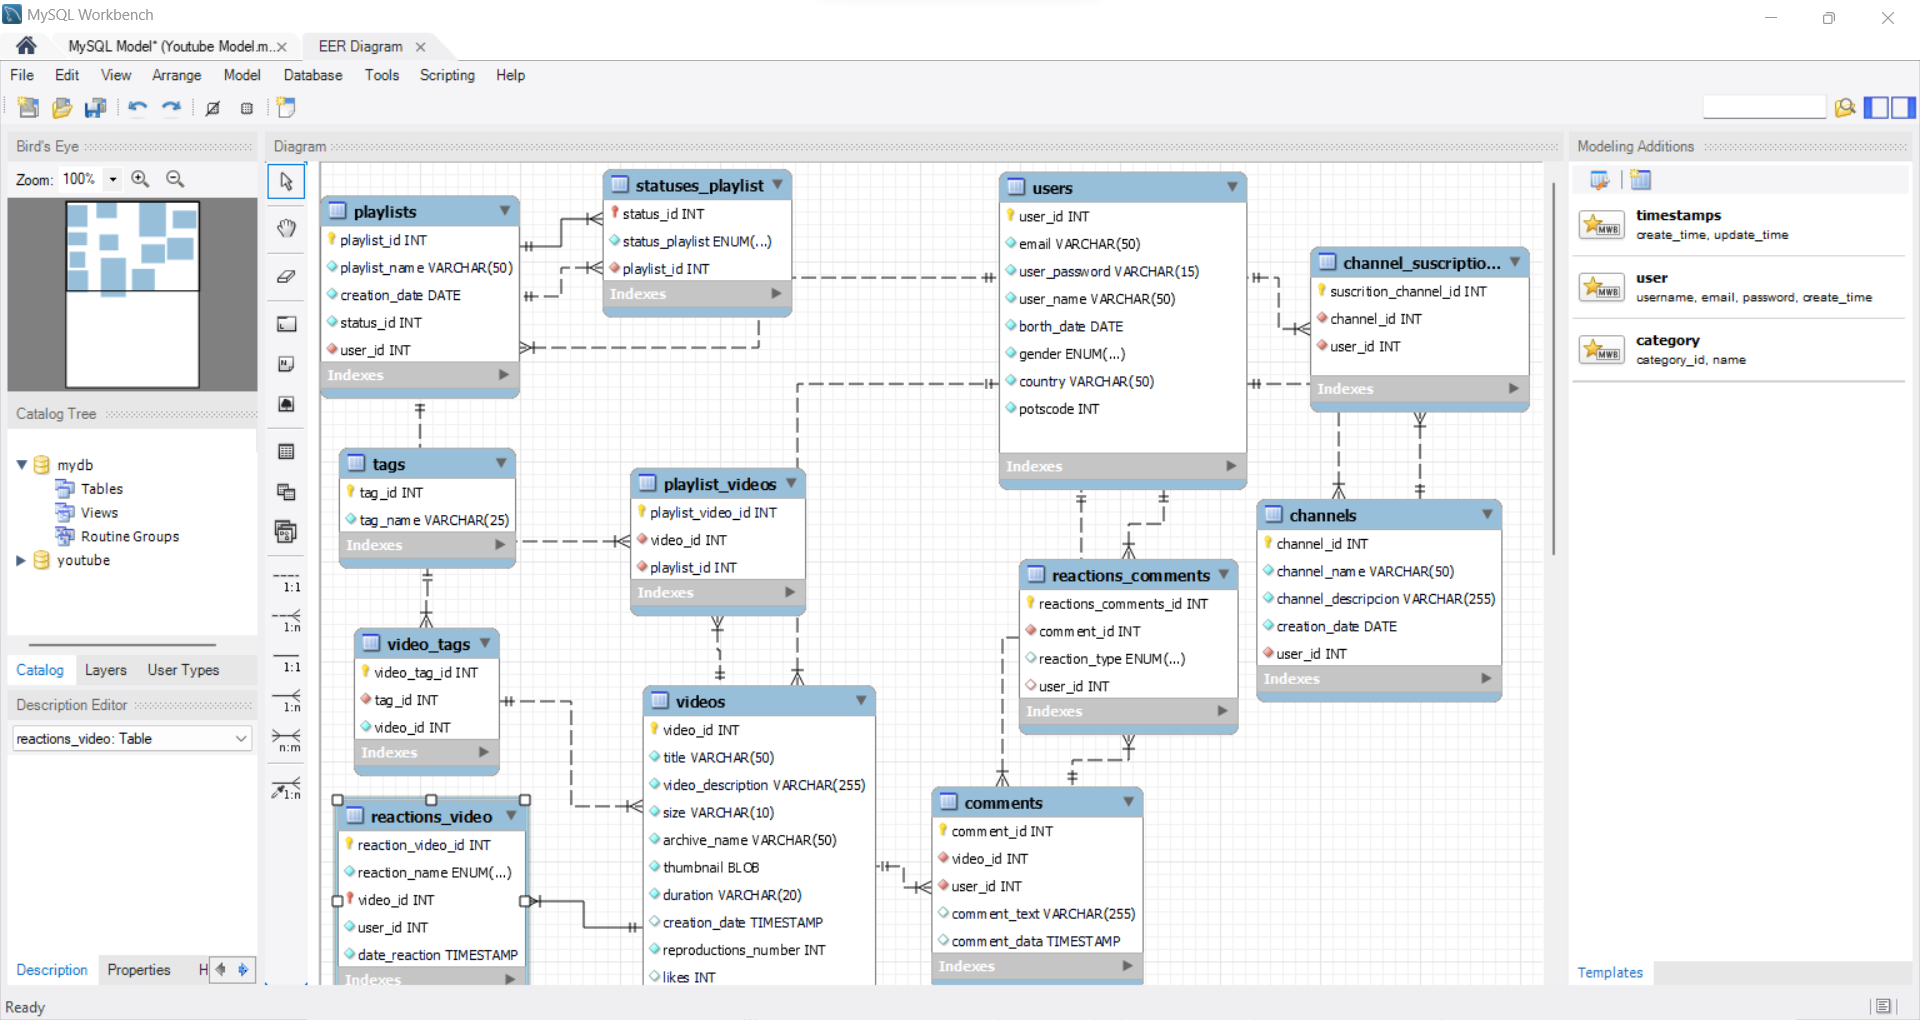 MySQL Workbench
MySQL Model* (Youtube Model.m...
EER Diagram
File Edit View Arrange Model Database Tools Scripting Help
Bird's Eye
Zoom: 100%
Catalog Tree
mydb
Tables
Views
Routine Groups
youtube
Catalog Layers User Types
Description Editor
reactions_video: Table
Description Properties H
Ready
Diagram
1:1
1:n
1:1
1:n
n:m
1:n
playlists
playlist_id INT
playlist_name VARCHAR(50)
creation_date DATE
status_id INT
user_id INT
Indexes
statuses_playlist
status_id INT
status_playlist ENUM(...)
playlist_id INT
Indexes
users
user_id INT
email VARCHAR(50)
user_password VARCHAR(15)
user_name VARCHAR(50)
borth_date DATE
gender ENUM(...)
country VARCHAR(50)
potscode INT
Indexes
channel_suscriptio...
suscrition_channel_id INT
channel_id INT
user_id INT
Indexes
tags
tag_id INT
tag_name VARCHAR(25)
Indexes
playlist_videos
playlist_video_id INT
video_id INT
playlist_id INT
Indexes
reactions_comments
reactions_comments_id INT
comment_id INT
reaction_type ENUM(...)
user_id INT
Indexes
channels
channel_id INT
channel_name VARCHAR(50)
channel_descripcion VARCHAR(255)
creation_date DATE
user_id INT
Indexes
video_tags
video_tag_id INT
tag_id INT
video_id INT
Indexes
videos
video_id INT
title VARCHAR(50)
video_description VARCHAR(255)
size VARCHAR(10)
archive_name VARCHAR(50)
thumbnail BLOB
duration VARCHAR(20)
creation_date TIMESTAMP
reproductions_number INT
likes INT
reactions_video
reaction_video_id INT
reaction_name ENUM(...)
video_id INT
user_id INT
date_reaction TIMESTAMP
Indexes
comments
comment_id INT
video_id INT
user_id INT
comment_text VARCHAR(255)
comment_data TIMESTAMP
Indexes
Modeling Additions
MWB
timestamps
create_time, update_time
MWB
user
username, email, password, create_time
MWB
category
category_id, name
Templates